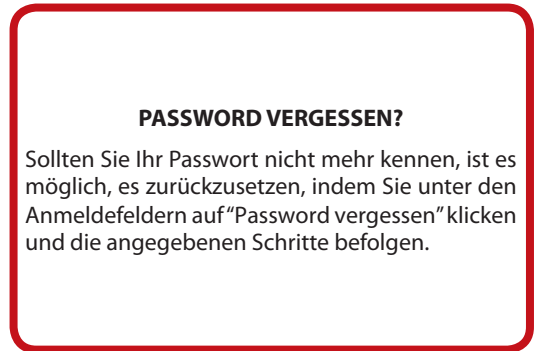 PASSWORD VERGESSEN?
Sollten Sie Ihr Passwort nicht mehr kennen, ist es
möglich, es zurückzusetzen, indem Sie unter den
Anmeldefeldern auf “Password vergessen” klicken
und die angegebenen Schritte befolgen.